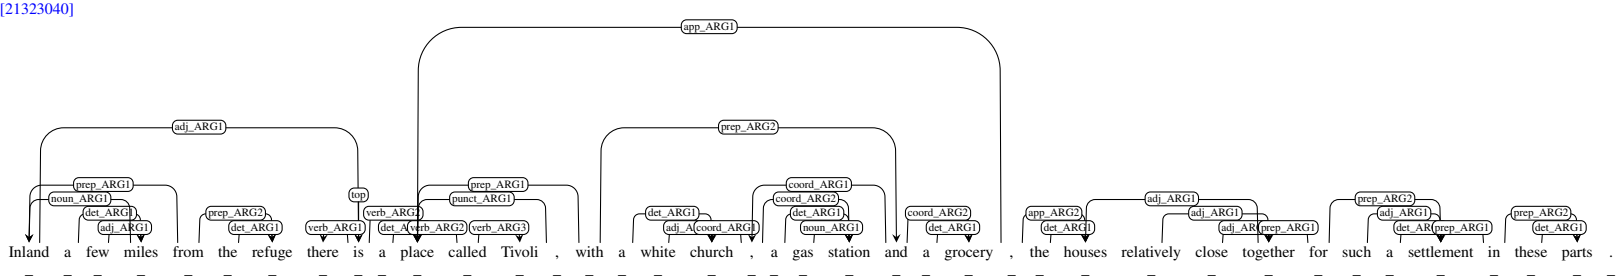 [21323040]
app_ARG1
adj_ARG1 prep_ARG2
prep_ARG1 prep_ARG1 coord_ARG1
top
noun_ARG1 punct_ARG1 coord_ARG2 adj_ARG1 prep_ARG2
det_ARG1 prep_ARG2 verb_ARG2 det_ARG1 det_ARG1 coord_ARG2 app_ARG2 adj_ARG1 adj_ARG1 prep_ARG2
adj_ARG1 det_ARG1 verb_ARG1 verb_ARG2 verb_ARG3 coord_ARG1 noun_ARG1 det_ARG1 det_ARG1 prep_ARG1 prep_ARG1 det_ARG1
Inland a few miles from the refuge there is a place called Tivoli , with a white church , a gas station and a grocery , the houses relatively close together for such a settlement in these parts .